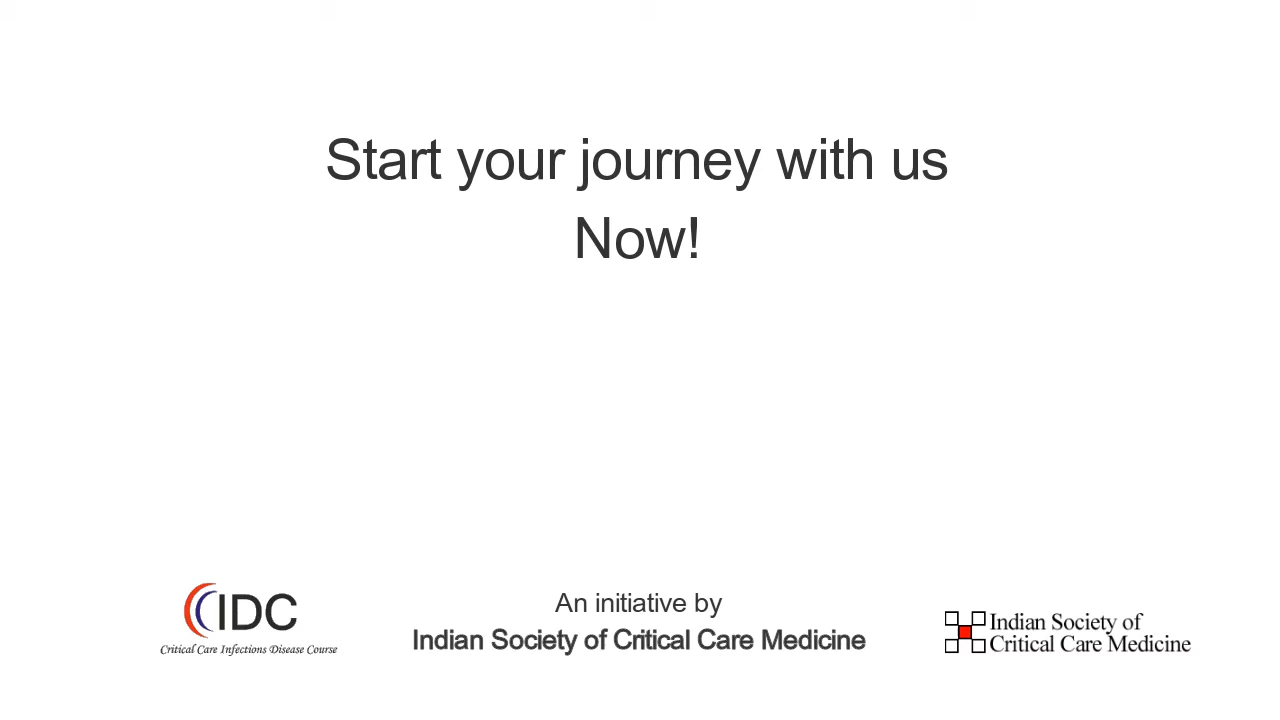 Start your journey with us
Now!
CIDC
Critical Care Infections Disease Course
An initiative by
Indian Society of Critical Care Medicine
Indian Society of
Critical Care Medicine